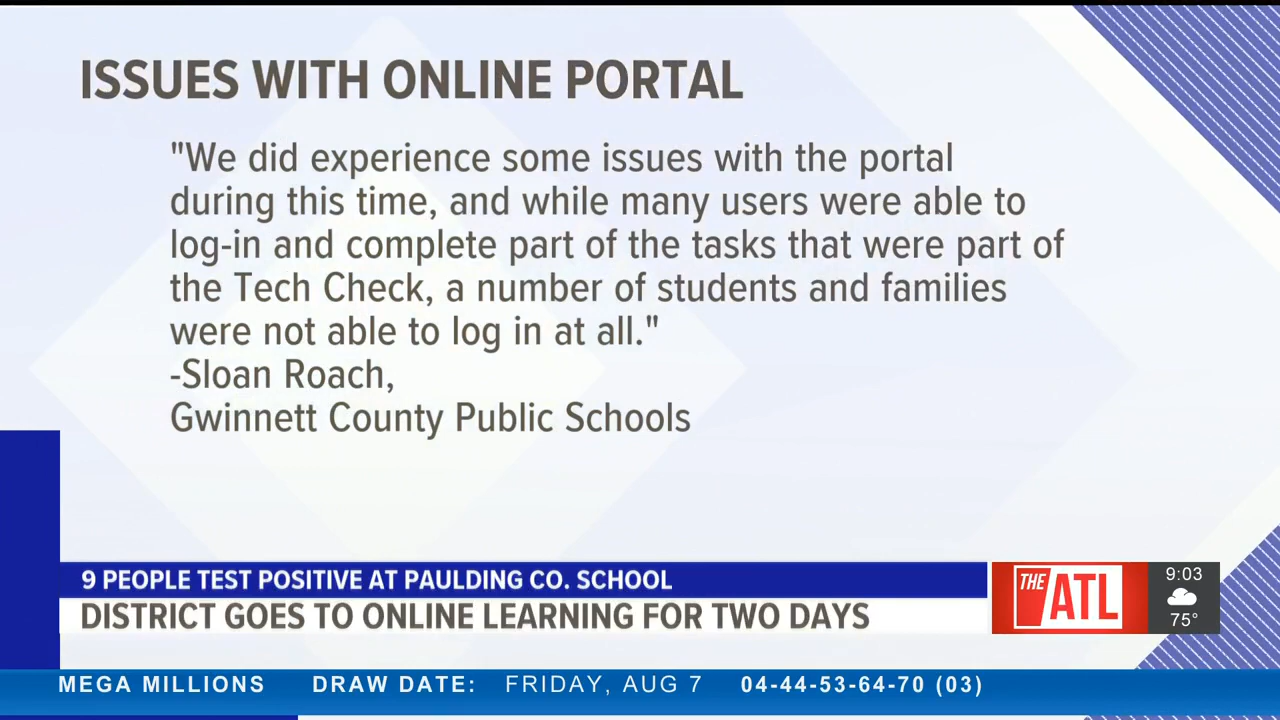 ISSUES WITH ONLINE PORTAL
"We did experience some issues with the portal
during this time, and while many users were able to
log-in and complete part of the tasks that were part of
the Tech Check, a number of students and families
were not able to log in at all."
-Sloan Roach,
Gwinnett County Public Schools
9 PEOPLE TEST POSITIVE AT PAULDING CO. SCHOOL
DISTRICT GOES TO ONLINE LEARNING FOR TWO DAYS
THE ATL
9:03
75°
MEGA MILLIONS DRAW DATE: FRIDAY, AUG 7 04-44-53-64-70 (03)